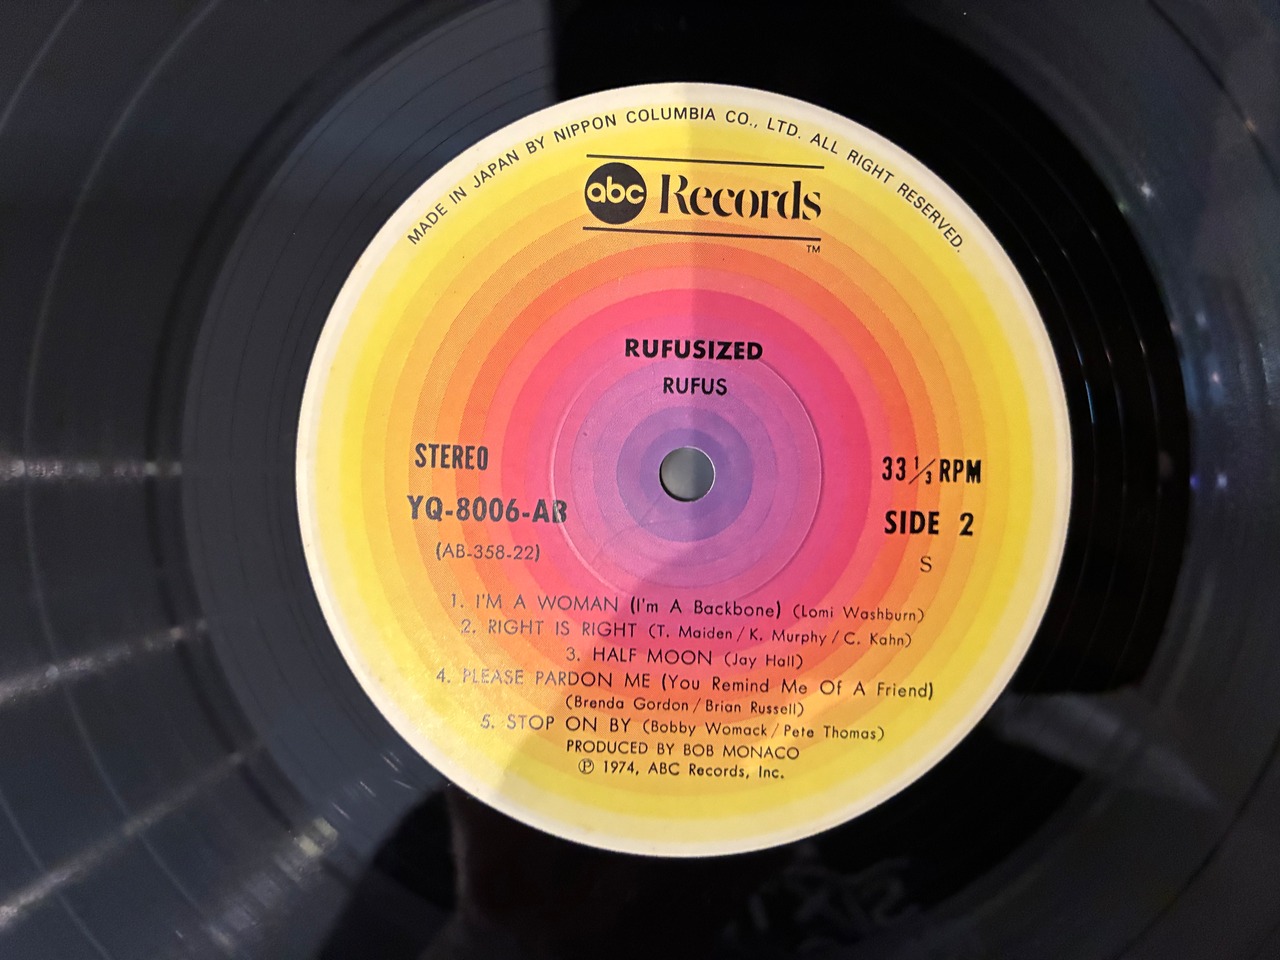 MADE IN JAPAN BY NIPPON COLUMBIA CO., LTD. ALL RIGHT RESERVED.
abc Records
TM
RUFUSIZED
RUFUS
STEREO
33 1/3 RPM
YQ-8006-AB
SIDE 2
(AB-358-22)
S
1. I'M A WOMAN (I'm A Backbone) (Lomi Washburn)
2. RIGHT IS RIGHT (T. Maiden / K. Murphy / C. Kahn)
3. HALF MOON (Jay Hall)
4. PLEASE PARDON ME (You Remind Me Of A Friend)
(Brenda Gordon / Brian Russell)
5. STOP ON BY (Bobby Womack / Pete Thomas)
PRODUCED BY BOB MONACO
℗ 1974, ABC Records, Inc.